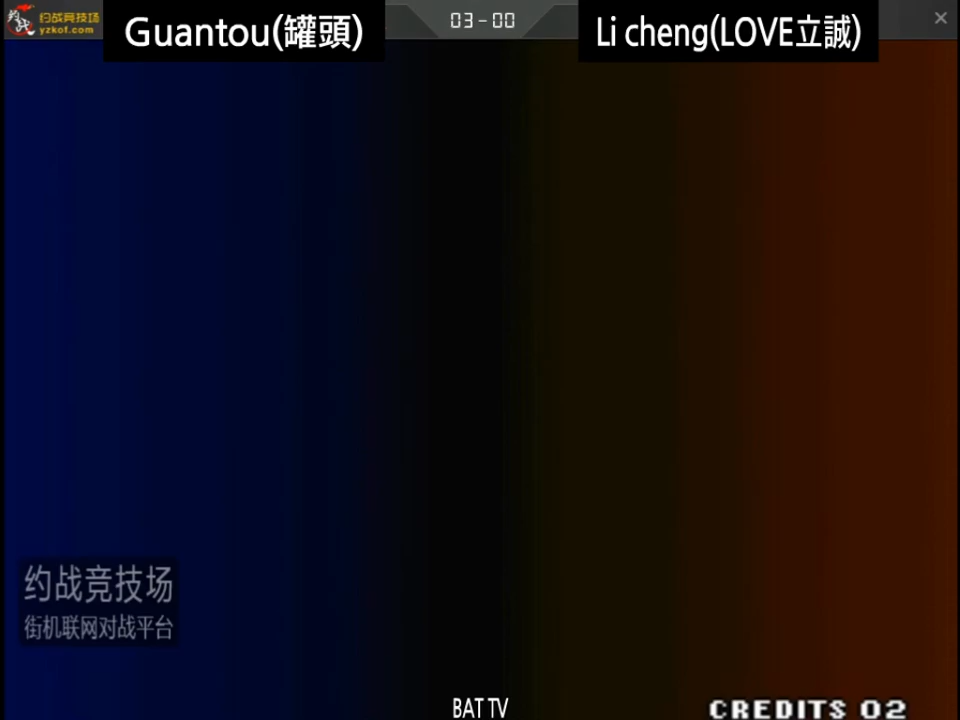 约战竞技场
yzkof.com
Guantou(罐頭)
03-00
Li cheng(LOVE立誠)
约战竞技场
街机联网对战平台
BAT TV
CREDITS 02